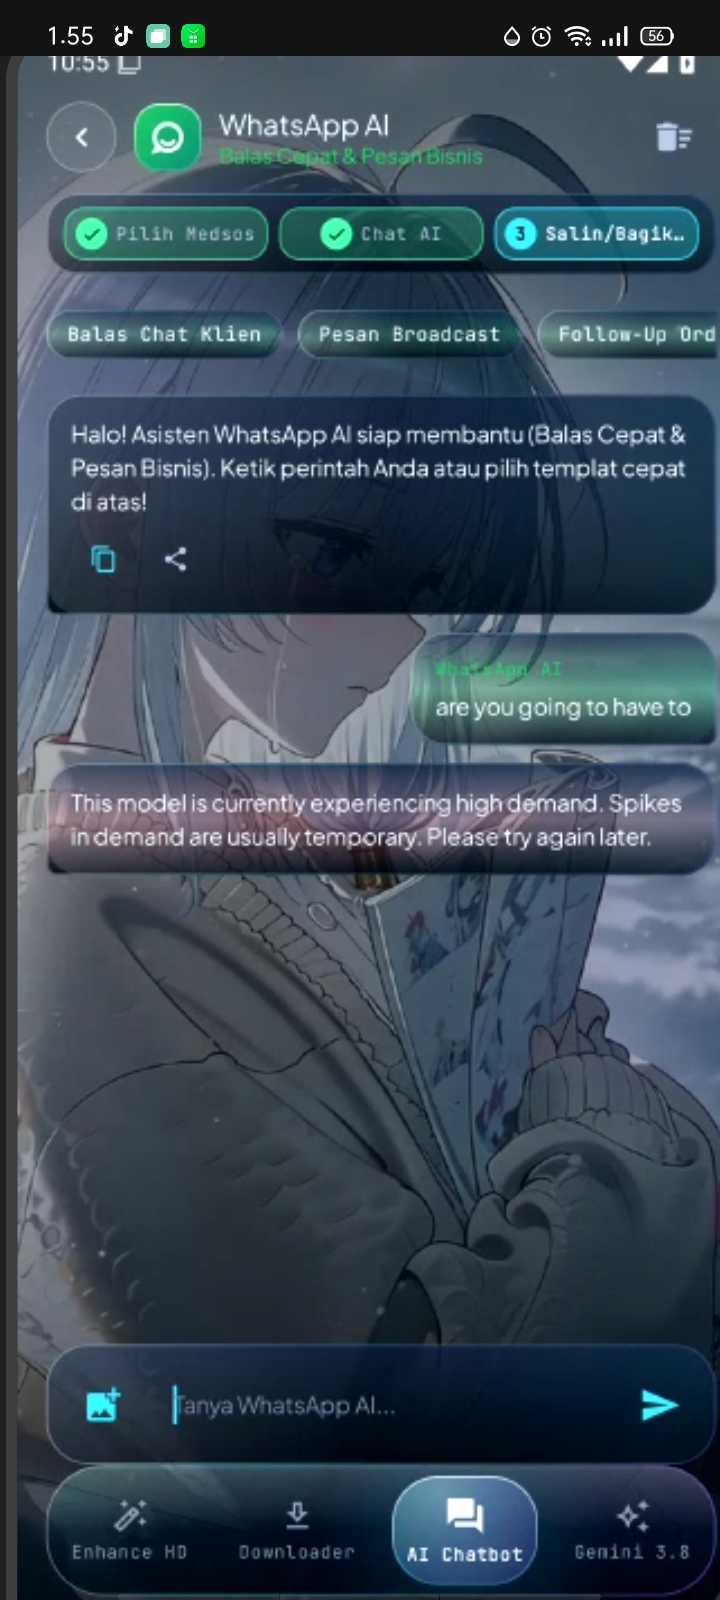 1.55
56
10:55
WhatsApp AI
Balas Cepat & Pesan Bisnis
Pilih Medsos
Chat AI
3 Salin/Bagik…
Balas Chat Klien
Pesan Broadcast
Follow-Up Ord
Halo! Asisten WhatsApp AI siap membantu (Balas Cepat &
Pesan Bisnis). Ketik perintah Anda atau pilih templat cepat
di atas!
WhatsApp AI
are you going to have to
This model is currently experiencing high demand. Spikes
in demand are usually temporary. Please try again later.
Tanya WhatsApp AI...
Enhance HD
Downloader
AI Chatbot
Gemini 3.8